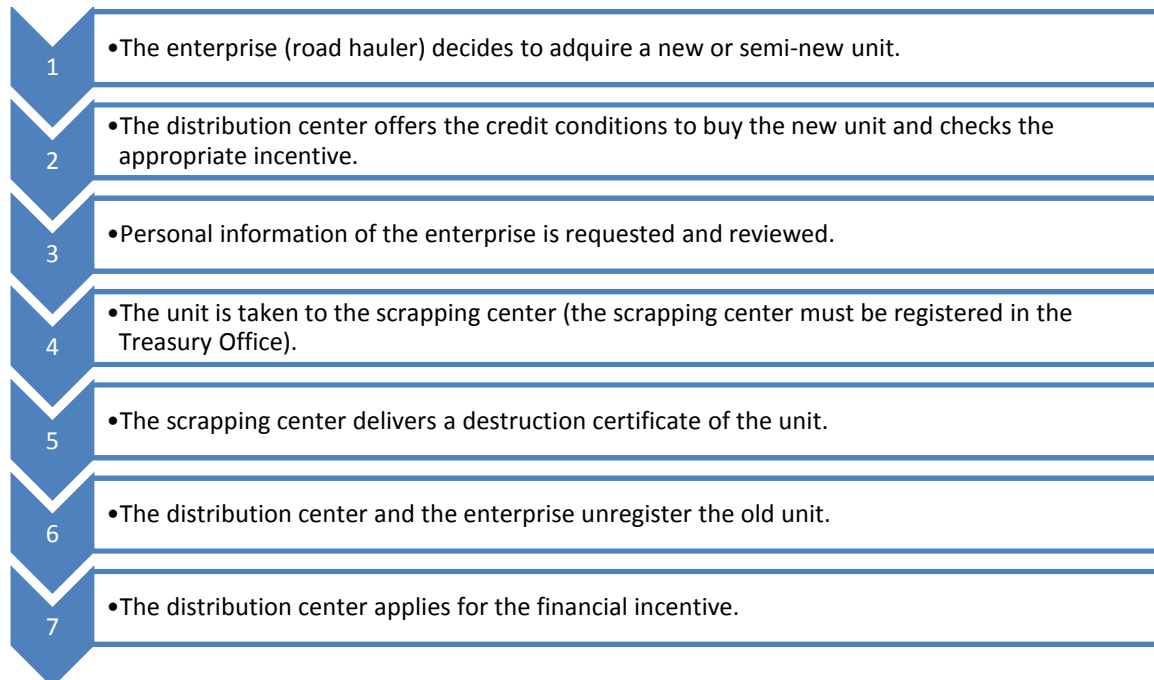 1
•The enterprise (road hauler) decides to adquire a new or semi-new unit.
2
•The distribution center offers the credit conditions to buy the new unit and checks the
appropriate incentive.
3
•Personal information of the enterprise is requested and reviewed.
4
•The unit is taken to the scrapping center (the scrapping center must be registered in the
Treasury Office).
5
•The scrapping center delivers a destruction certificate of the unit.
6
•The distribution center and the enterprise unregister the old unit.
7
•The distribution center applies for the financial incentive.